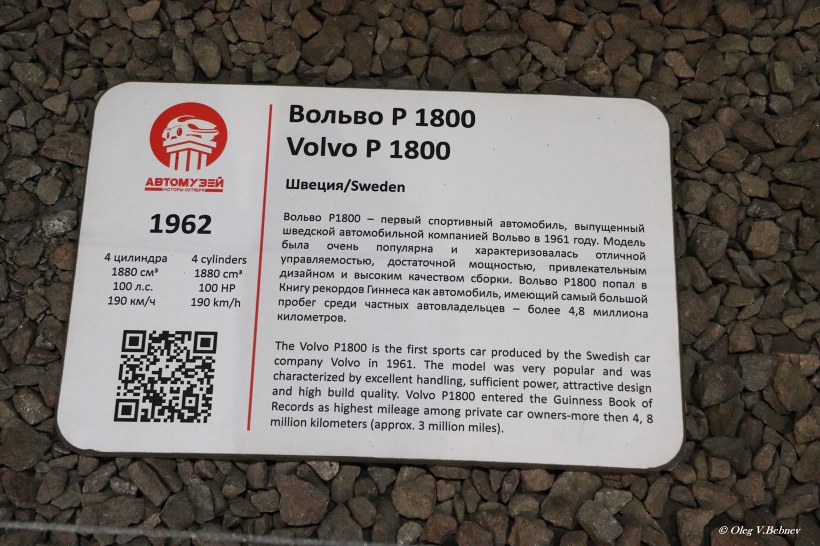 АВТОМУЗЕЙ
МОТОРЫ ОКТЯБРЯ
1962
4 цилиндра 4 cylinders
1880 см³ 1880 cm³
100 л.с. 100 HP
190 км/ч 190 km/h
Вольво P 1800
Volvo P 1800
Швеция/Sweden
Вольво P1800 – первый спортивный автомобиль, выпущенный
шведской автомобильной компанией Вольво в 1961 году. Модель
была очень популярна и характеризовалась отличной
управляемостью, достаточной мощностью, привлекательным
дизайном и высоким качеством сборки. Вольво P1800 попал в
Книгу рекордов Гиннеса как автомобиль, имеющий самый большой
пробег среди частных автовладельцев – более 4,8 миллиона
километров.
The Volvo P1800 is the first sports car produced by the Swedish car
company Volvo in 1961. The model was very popular and was
characterized by excellent handling, sufficient power, attractive design
and high build quality. Volvo P1800 entered the Guinness Book of
Records as highest mileage among private car owners-more then 4, 8
million kilometers (approx. 3 million miles).
© Oleg V.Bebnev